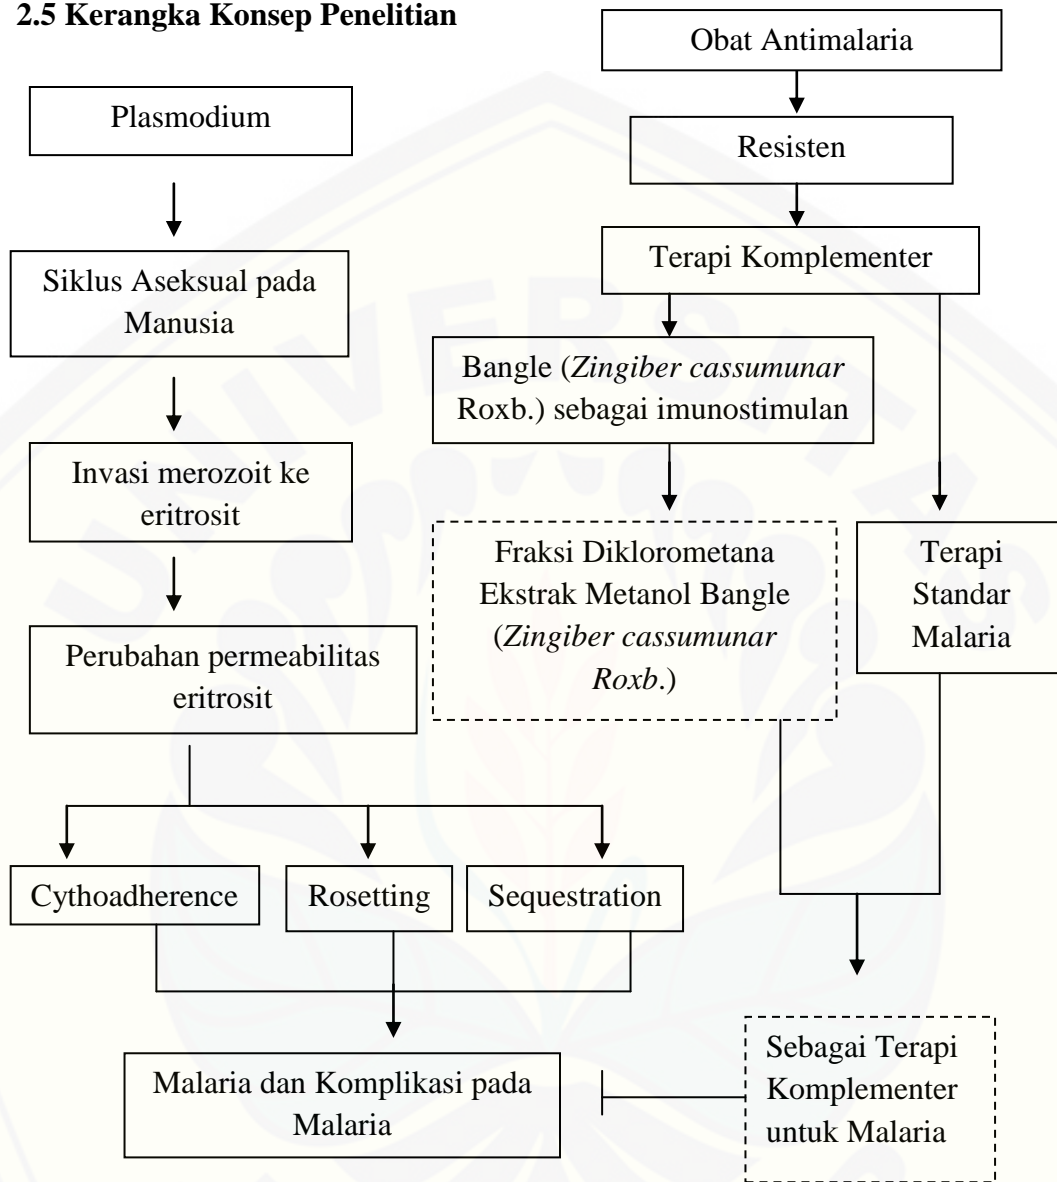 2.5 Kerangka Konsep Penelitian
Obat Antimalaria
Plasmodium
Resisten
Terapi Komplementer
Siklus Aseksual pada
Manusia
Bangle (Zingiber cassumunar
Roxb.) sebagai imunostimulan
Invasi merozoit ke
eritrosit
Fraksi Diklorometana
Ekstrak Metanol Bangle
(Zingiber cassumunar
Roxb.)
Terapi
Standar
Malaria
Perubahan permeabilitas
eritrosit
Cythoadherence
Rosetting
Sequestration
Malaria dan Komplikasi pada
Malaria
Sebagai Terapi
Komplementer
untuk Malaria
UNIVERSITAS